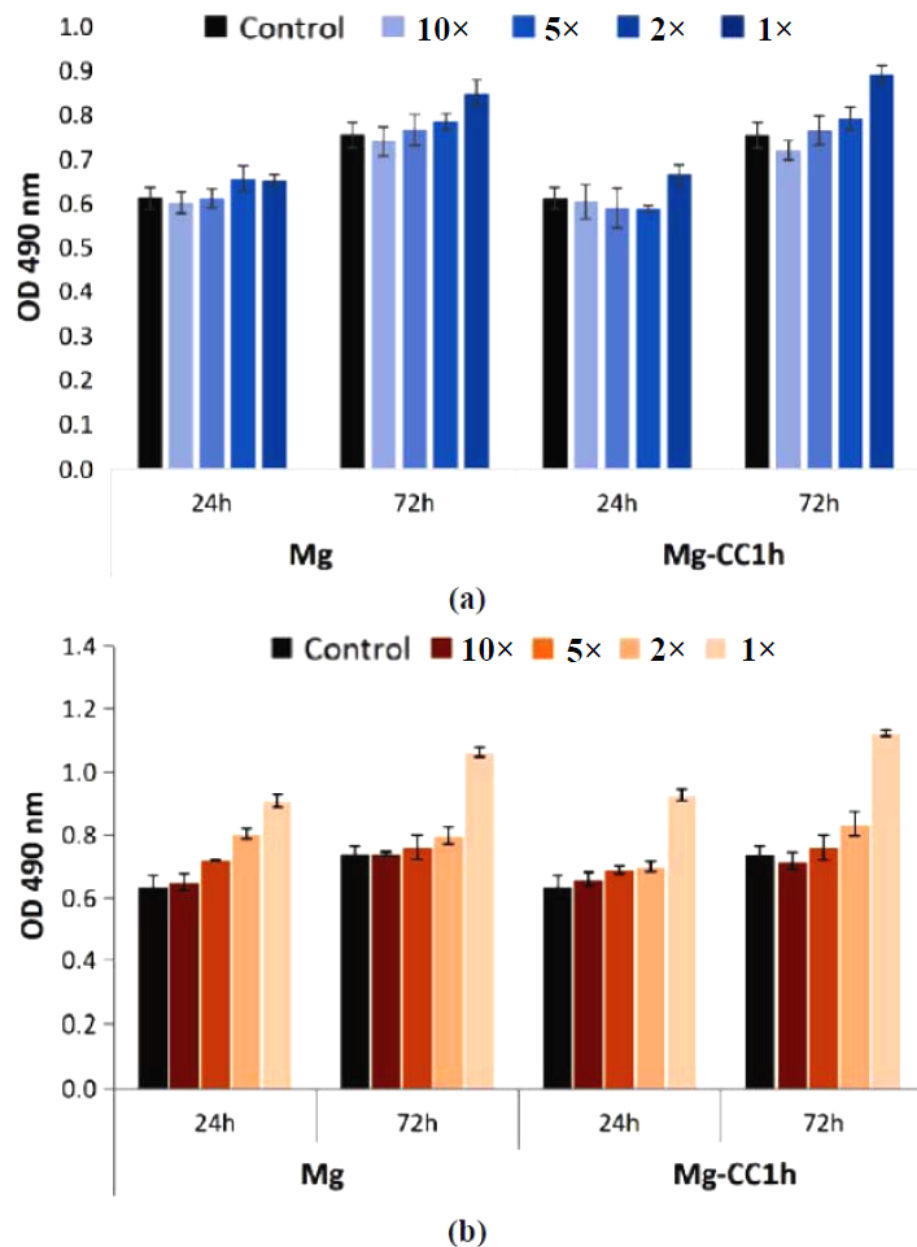 Control 10× 5× 2× 1×
1.0
0.9
0.8
0.7
0.6
0.5
0.4
0.3
0.2
0.1
0.0
OD 490 nm
24h 72h 24h 72h
Mg Mg-CC1h
(a)
Control 10× 5× 2× 1×
1.4
1.2
1.0
0.8
0.6
0.4
0.2
0.0
OD 490 nm
24h 72h 24h 72h
Mg Mg-CC1h
(b)